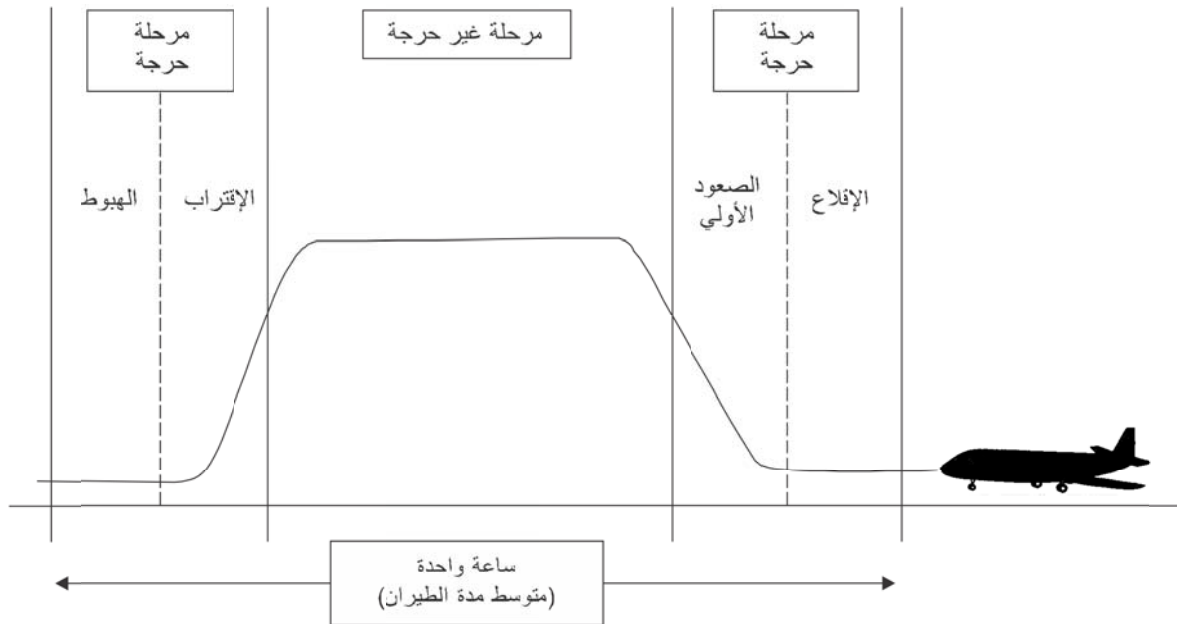 مرحلة
حرجة
مرحلة غير حرجة
مرحلة
حرجة
الإقلاع
الصعود
الأولي
الإقتراب
الهبوط
ساعة واحدة
(متوسط مدة الطيران)